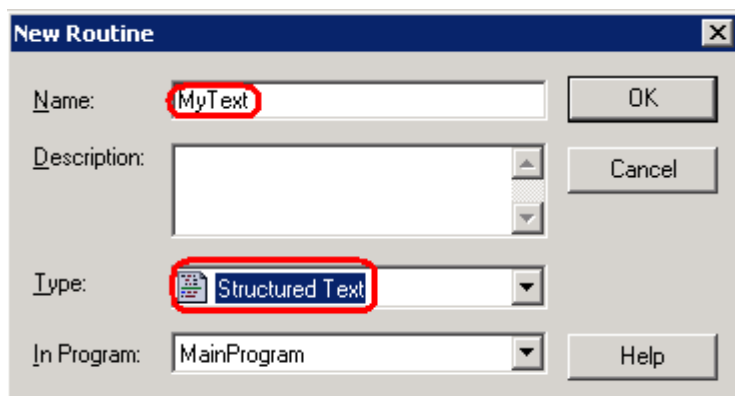 New Routine
Name: MyText OK
Description: Cancel
Type: Structured Text
In Program: MainProgram Help